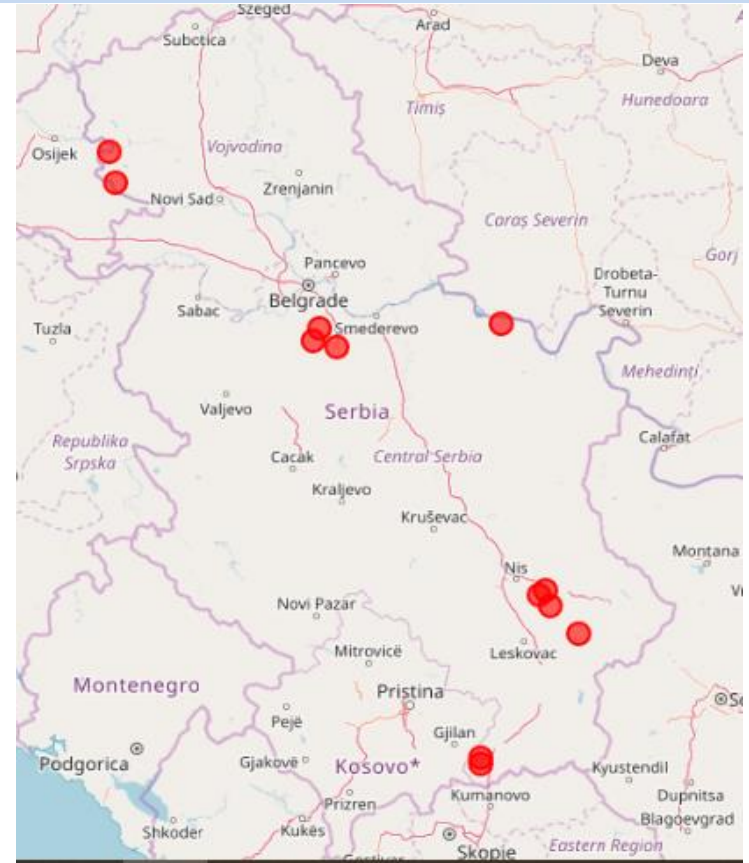 Szeged
Subotica
Arad
Deva
Timiș
Hunedoara
Osijek
Vojvodina
Zrenjanin
Novi Sad
Caraș Severin
Gorj
Pancevo
Drobeta-
Turnu
Severin
Belgrade
Sabac
Smederevo
Tuzla
Mehedinți
Valjevo
Serbia
Calafat
Republika
Srpska
Cacak
Central Serbia
Kraljevo
Kruševac
Montana
Nis
Novi Pazar
Mitrovicë
Leskovac
Montenegro
Pristina
Pejë
Gjilan
Podgorica
Gjakovë
Kosovo*
Kyustendil
Prizren
Kumanovo
Dupnitsa
Shkoder
Kukës
Blagoevgrad
Skopje
Eastern Region
Gostivar